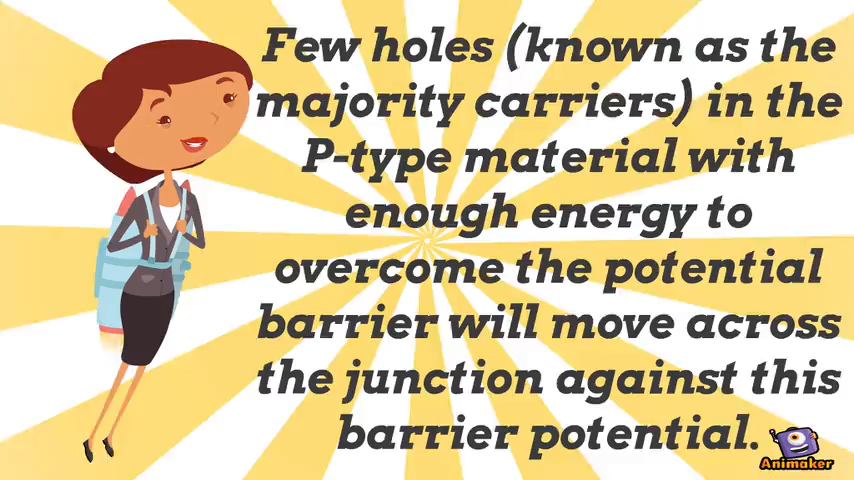 Few holes (known as the
majority carriers) in the
P-type material with
enough energy to
overcome the potential
barrier will move across
the junction against this
barrier potential.
Animaker